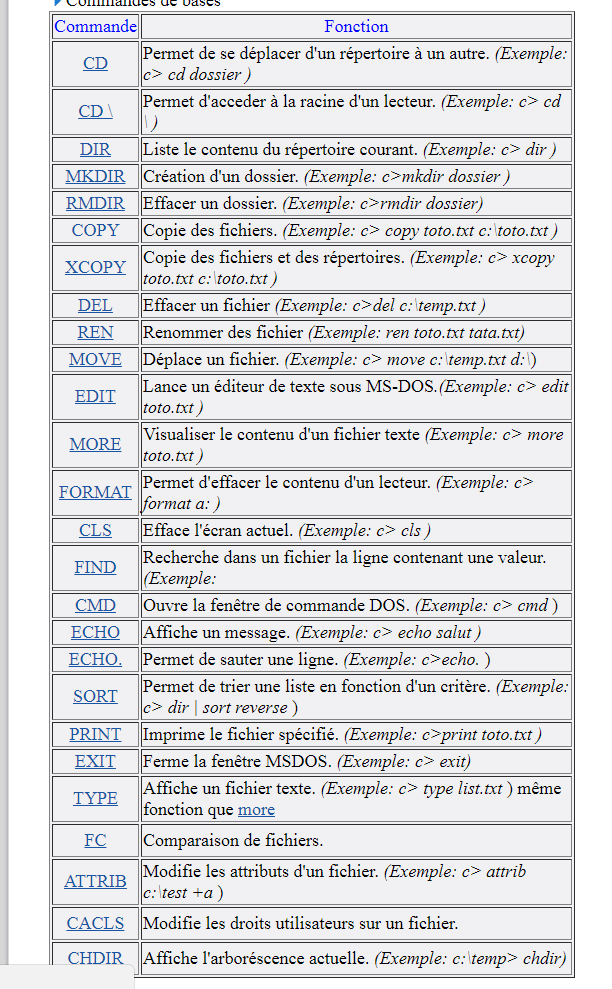 Commandes de bases
Commande Fonction
CD Permet de se déplacer d'un répertoire à un autre. (Exemple:
c> cd dossier )
CD \ Permet d'acceder à la racine d'un lecteur. (Exemple: c> cd
\ )
DIR Liste le contenu du répertoire courant. (Exemple: c> dir )
MKDIR Création d'un dossier. (Exemple: c>mkdir dossier )
RMDIR Effacer un dossier. (Exemple: c>rmdir dossier)
COPY Copie des fichiers. (Exemple: c> copy toto.txt c:\toto.txt )
XCOPY Copie des fichiers et des répertoires. (Exemple: c> xcopy
toto.txt c:\toto.txt )
DEL Effacer un fichier (Exemple: c>del c:\temp.txt )
REN Renommer des fichier (Exemple: ren toto.txt tata.txt)
MOVE Déplace un fichier. (Exemple: c> move c:\temp.txt d:\)
EDIT Lance un éditeur de texte sous MS-DOS.(Exemple: c> edit
toto.txt )
MORE Visualiser le contenu d'un fichier texte (Exemple: c> more
toto.txt )
FORMAT Permet d'effacer le contenu d'un lecteur. (Exemple: c>
format a: )
CLS Efface l'écran actuel. (Exemple: c> cls )
FIND Recherche dans un fichier la ligne contenant une valeur.
(Exemple:
CMD Ouvre la fenêtre de commande DOS. (Exemple: c> cmd )
ECHO Affiche un message. (Exemple: c> echo salut )
ECHO. Permet de sauter une ligne. (Exemple: c>echo. )
SORT Permet de trier une liste en fonction d'un critère. (Exemple:
c> dir | sort reverse )
PRINT Imprime le fichier spécifié. (Exemple: c>print toto.txt )
EXIT Ferme la fenêtre MSDOS. (Exemple: c> exit)
TYPE Affiche un fichier texte. (Exemple: c> type list.txt ) même
fonction que more
FC Comparaison de fichiers.
ATTRIB Modifie les attributs d'un fichier. (Exemple: c> attrib
c:\test +a )
CACLS Modifie les droits utilisateurs sur un fichier.
CHDIR Affiche l'arboréscence actuelle. (Exemple: c:\temp> chdir)